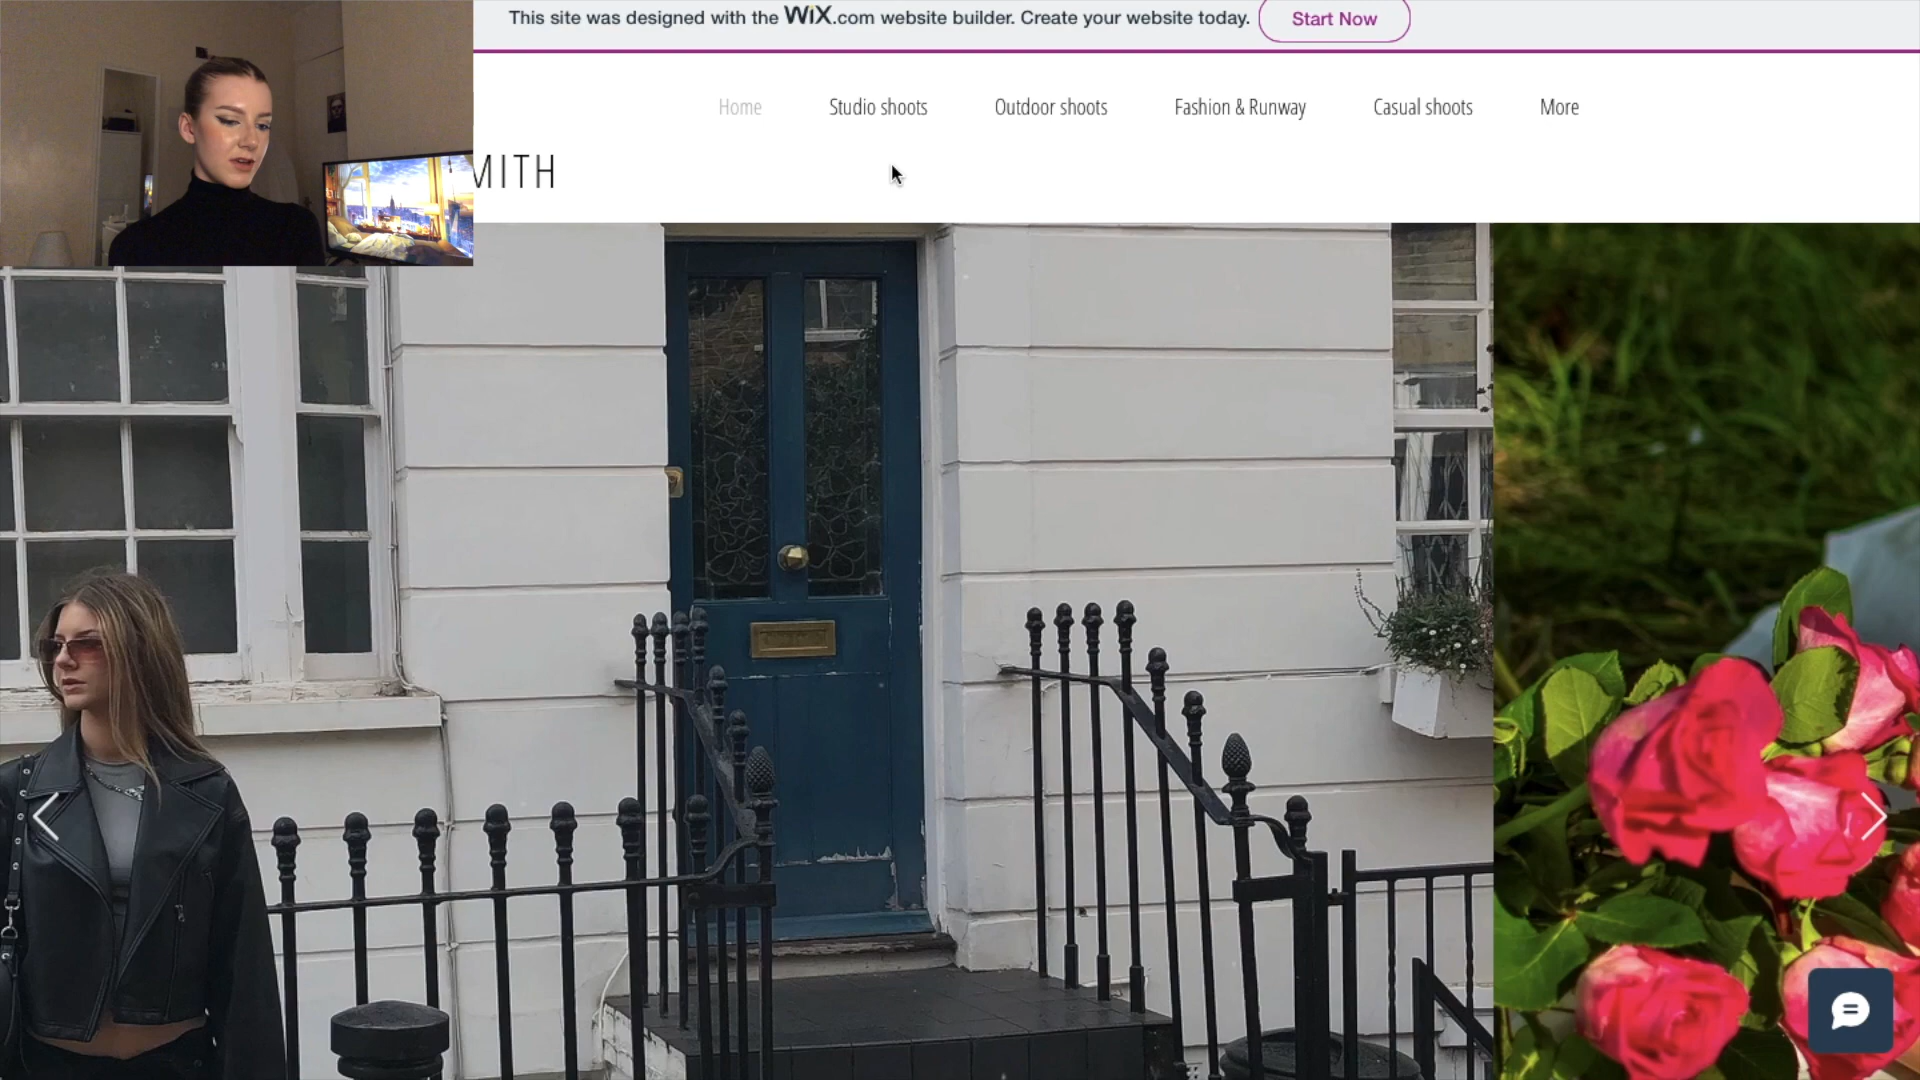 This site was designed with the WiX.com website builder. Create your website today. Start Now
Home Studio shoots Outdoor shoots Fashion & Runway Casual shoots More
MITH